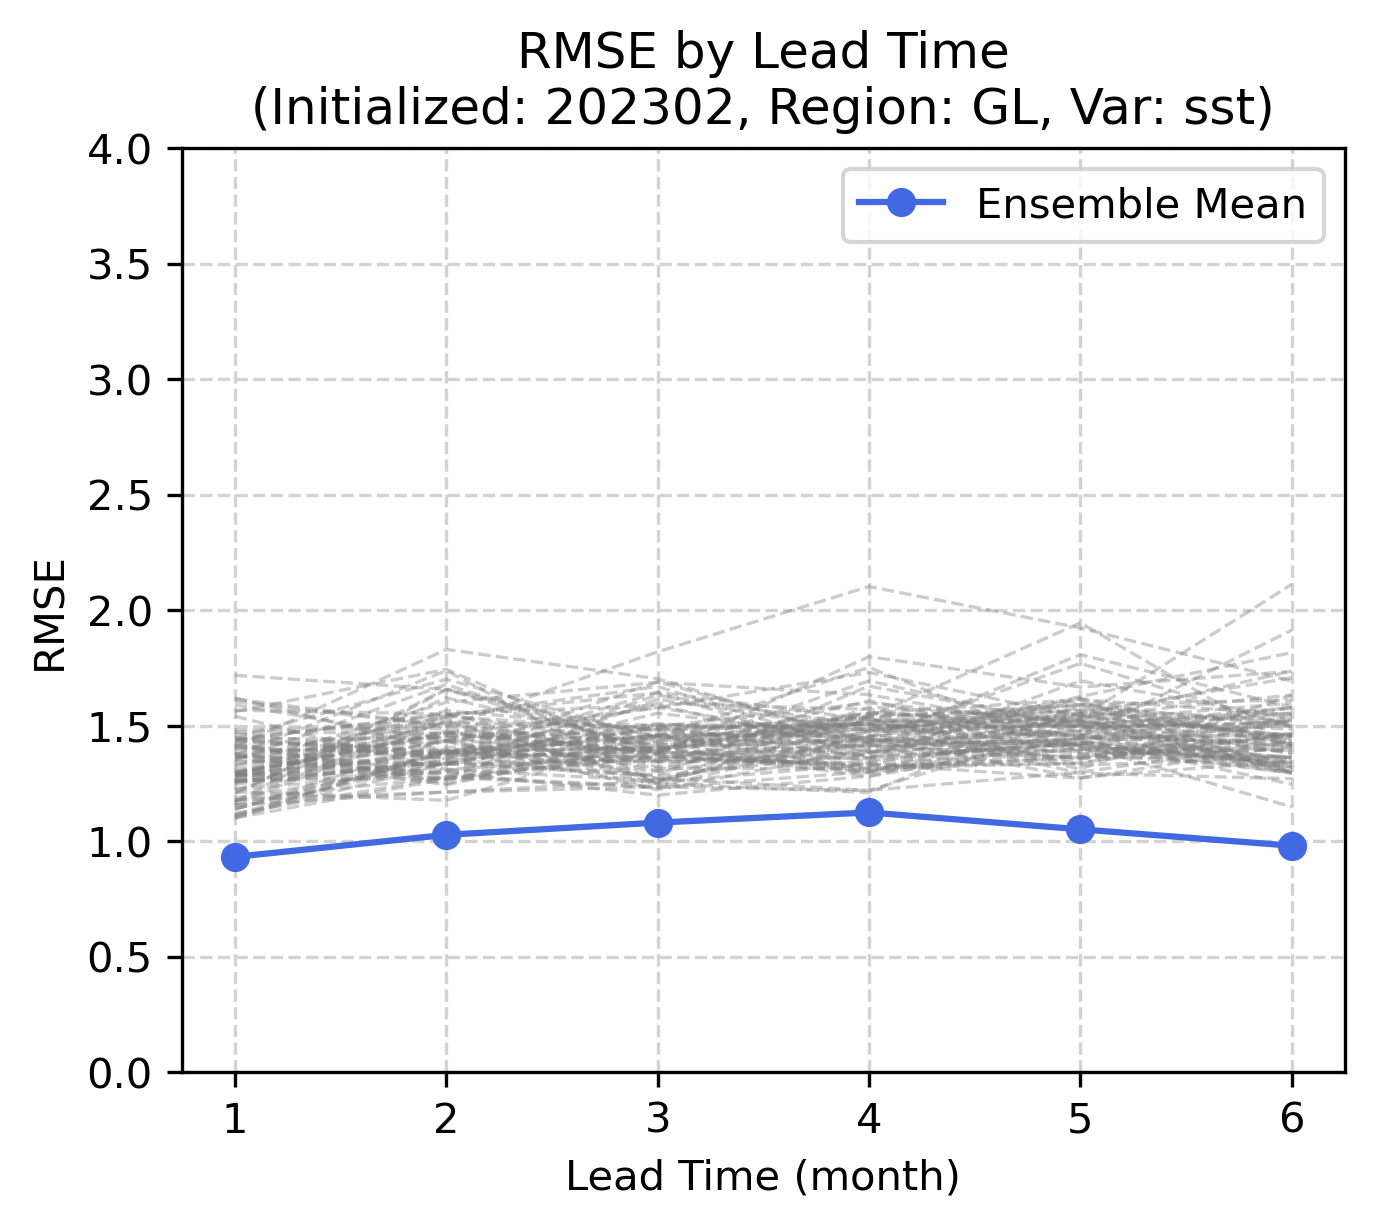 RMSE by Lead Time
(Initialized: 202302, Region: GL, Var: sst)
4.0
3.5
3.0
2.5
2.0
1.5
1.0
0.5
0.0
RMSE
Ensemble Mean
1 2 3 4 5 6
Lead Time (month)